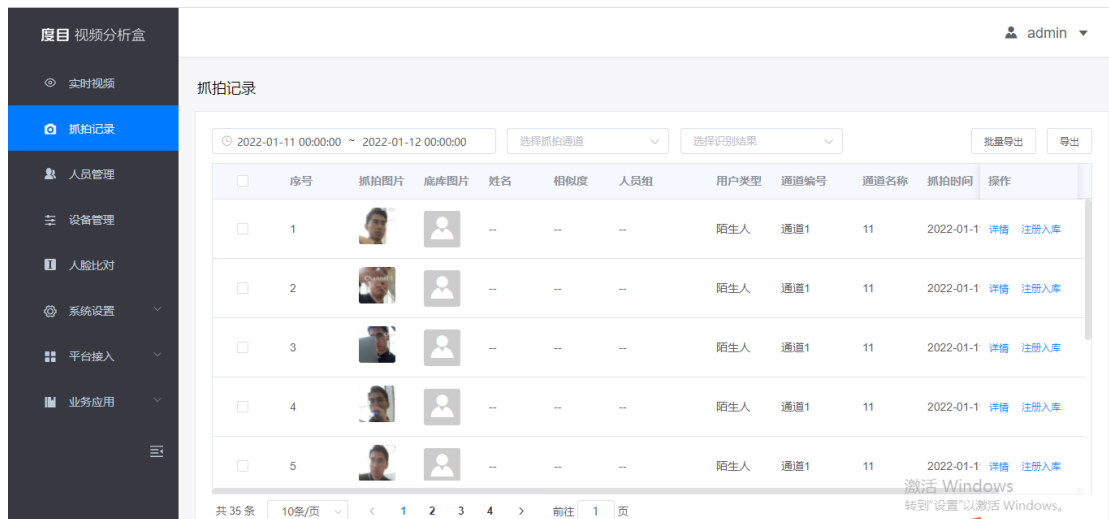 度目 视频分析盒
admin
实时视频
抓拍记录
人员管理
设备管理
人脸比对
系统设置
平台接入
业务应用
抓拍记录
2022-01-11 00:00:00 ~ 2022-01-12 00:00:00 选择抓拍通道 选择识别结果 批量导出 导出
序号 抓拍图片 底库图片 姓名 相似度 人员组 用户类型 通道编号 通道名称 抓拍时间 操作
1 -- -- -- 陌生人 通道1 11 2022-01-1 详情 注册入库
2 -- -- -- 陌生人 通道1 11 2022-01-1 详情 注册入库
3 -- -- -- 陌生人 通道1 11 2022-01-1 详情 注册入库
4 -- -- -- 陌生人 通道1 11 2022-01-1 详情 注册入库
5 -- -- -- 陌生人 通道1 11 2022-01-1 详情 注册入库
共 35 条 10条/页 1 2 3 4 前往 1 页
激活 Windows
转到"设置"以激活 Windows。